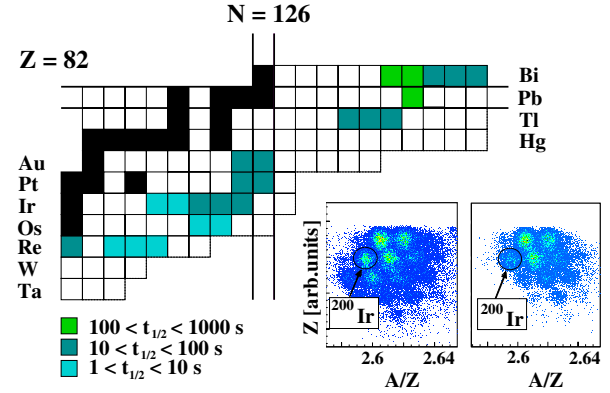 N = 126
Z = 82
Bi
Pb
Tl
Hg
Au
Pt
Ir
Os
Re
W
Ta
100 < t1/2 < 1000 s
10 < t1/2 < 100 s
1 < t1/2 < 10 s
Z [arb.units]
200Ir
200Ir
2.6 2.64
2.6 2.64
A/Z
A/Z